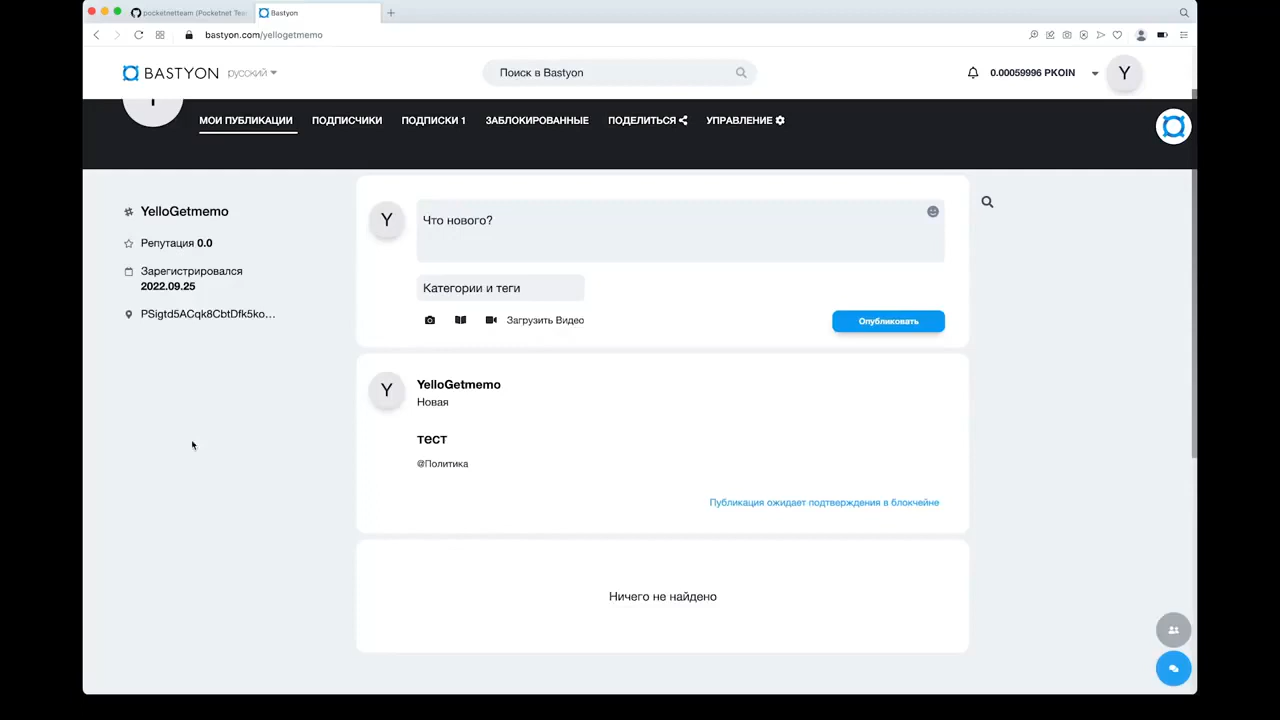 pocketnetteam (Pocketnet Tea
Bastyon
bastyon.com/yellogetmemo
BASTYON русский
Поиск в Bastyon
0.00059996 PKOIN
Y
МОИ ПУБЛИКАЦИИ ПОДПИСЧИКИ ПОДПИСКИ 1 ЗАБЛОКИРОВАННЫЕ ПОДЕЛИТЬСЯ УПРАВЛЕНИЕ
YelloGetmemo
Репутация 0.0
Зарегистрировался
2022.09.25
PSigtd5ACqk8CbtDfk5ko...
Y
Что нового?
Категории и теги
Загрузить Видео
Опубликовать
Y
YelloGetmemo
Новая
тест
@Политика
Публикация ожидает подтверждения в блокчейне
Ничего не найдено